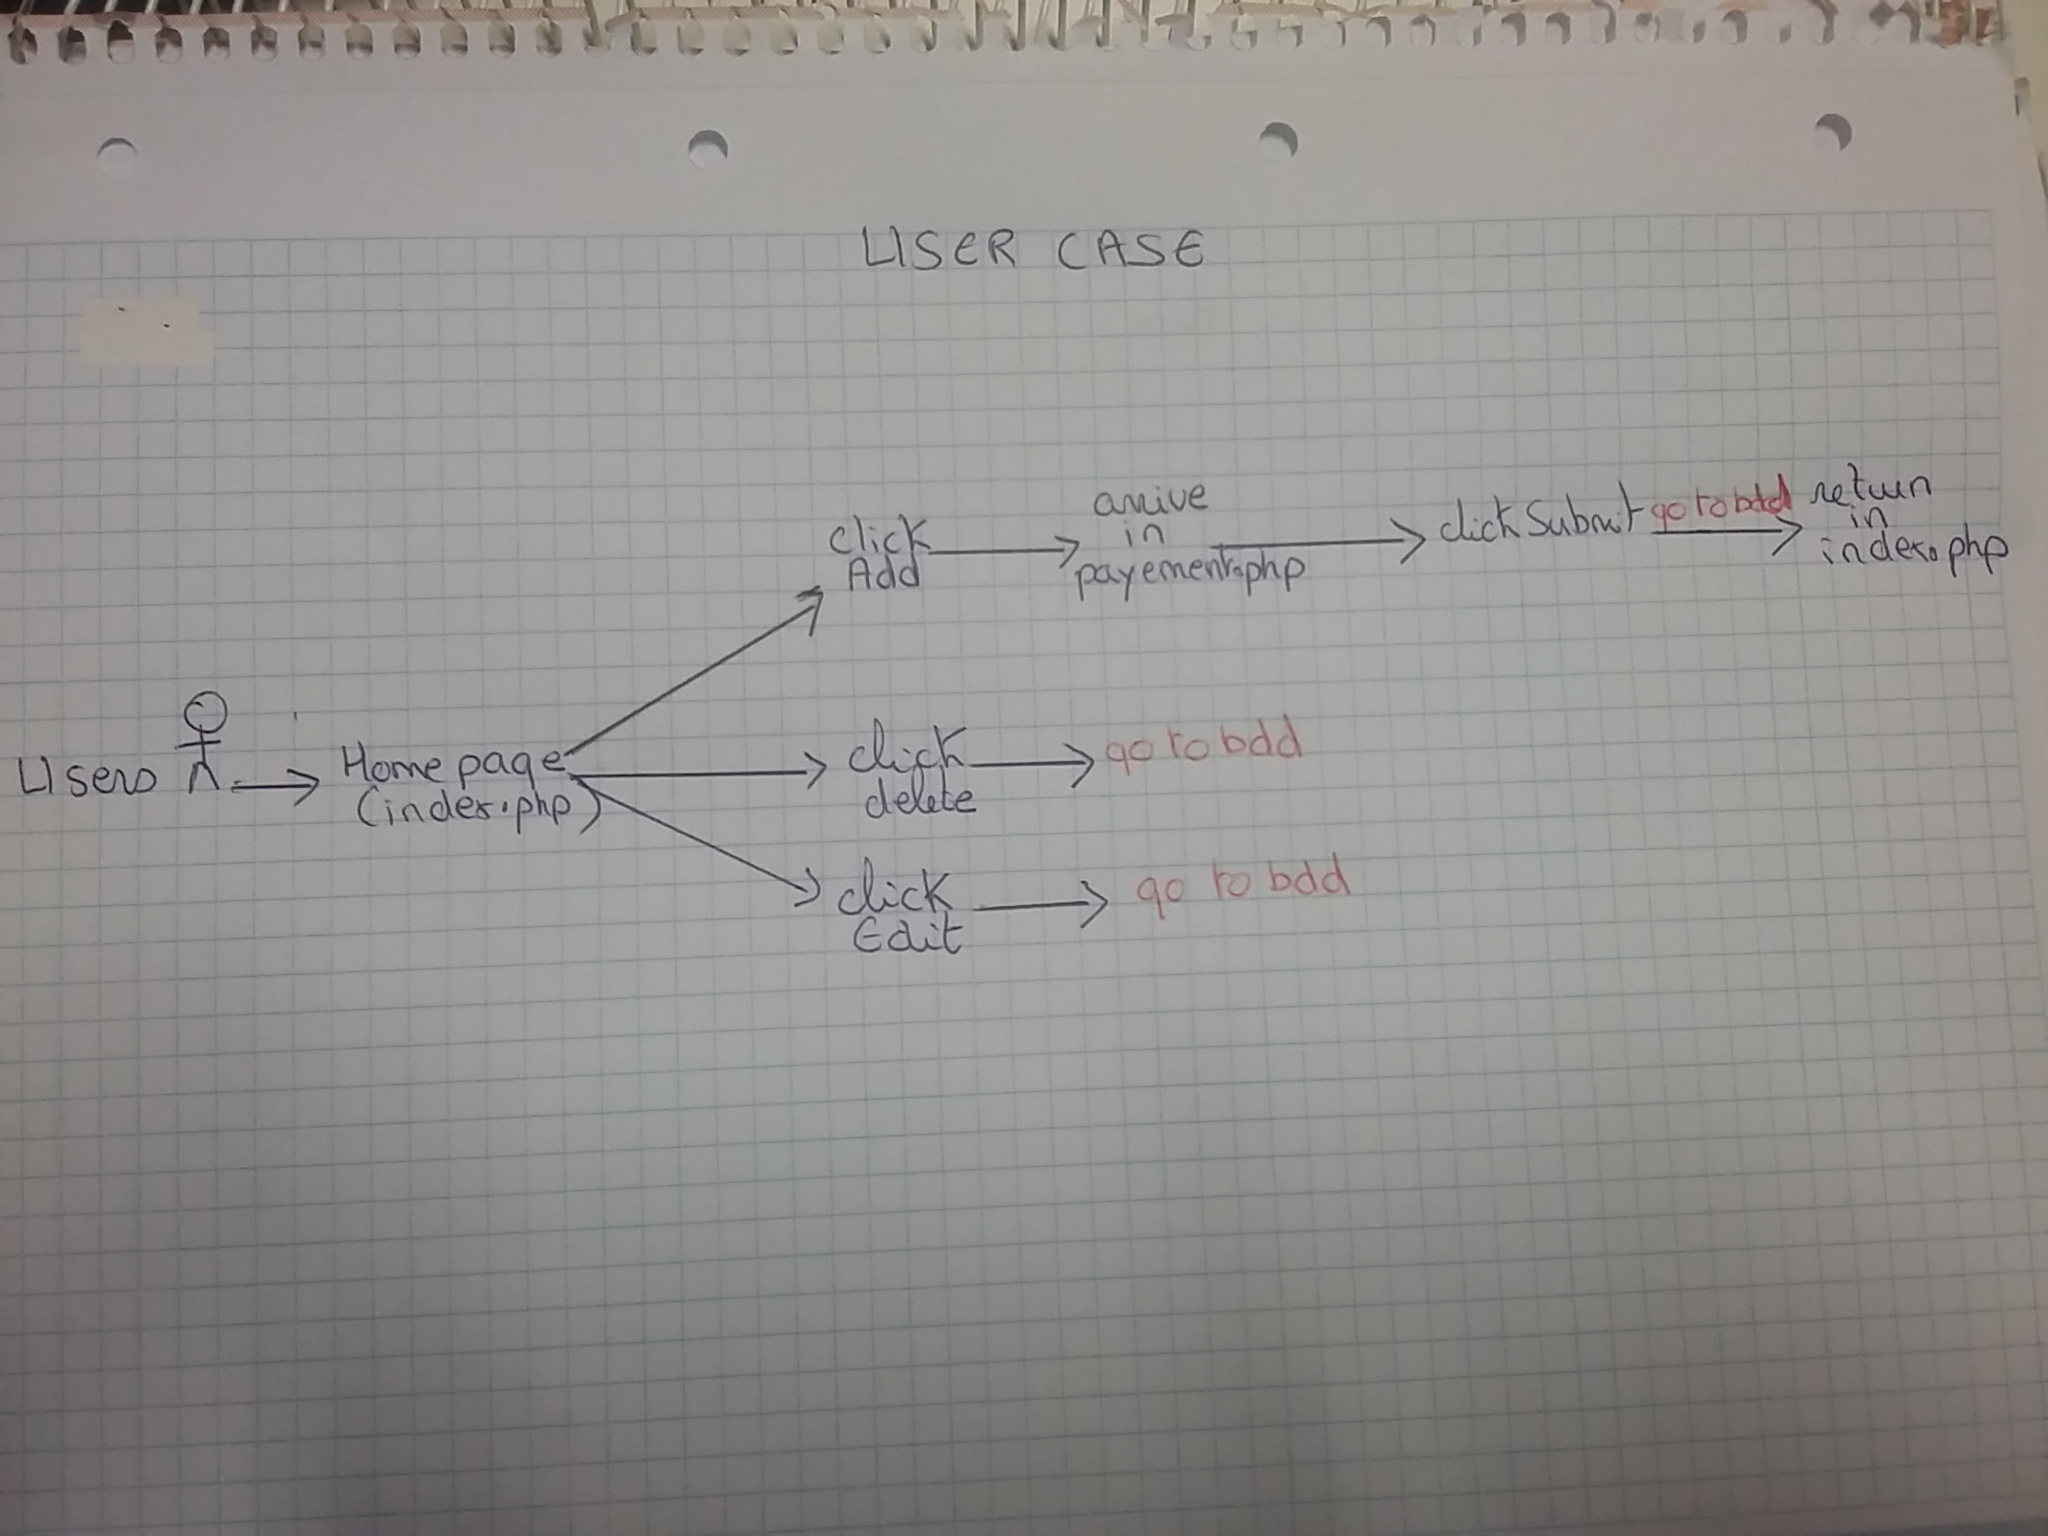 USER CASE
click
Add
arrive
in
payement.php
click Submit
go to bdd
return
in
index.php
Users
Home page
(index.php)
click
delete
go to bdd
click
Edit
go to bdd